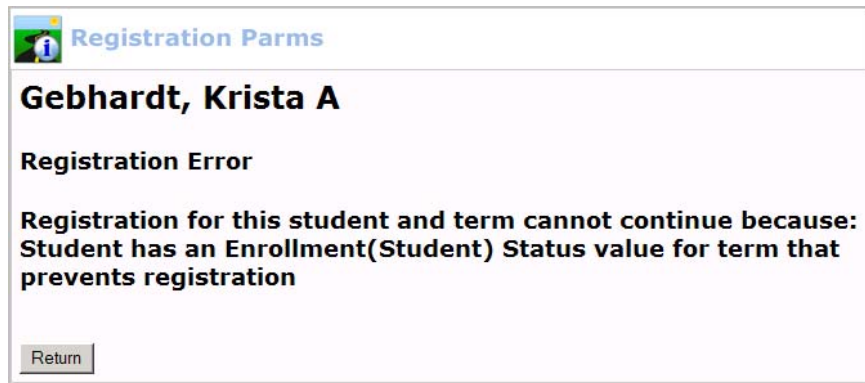 Registration Parms
Gebhardt, Krista A
Registration Error
Registration for this student and term cannot continue because:
Student has an Enrollment(Student) Status value for term that
prevents registration
Return